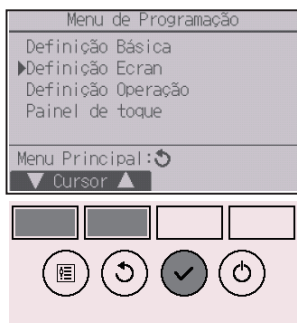 Menu de Programação
Definição Básica
▶Definição Ecran
Definição Operação
Painel de toque
Menu Principal:
▼ Cursor ▲